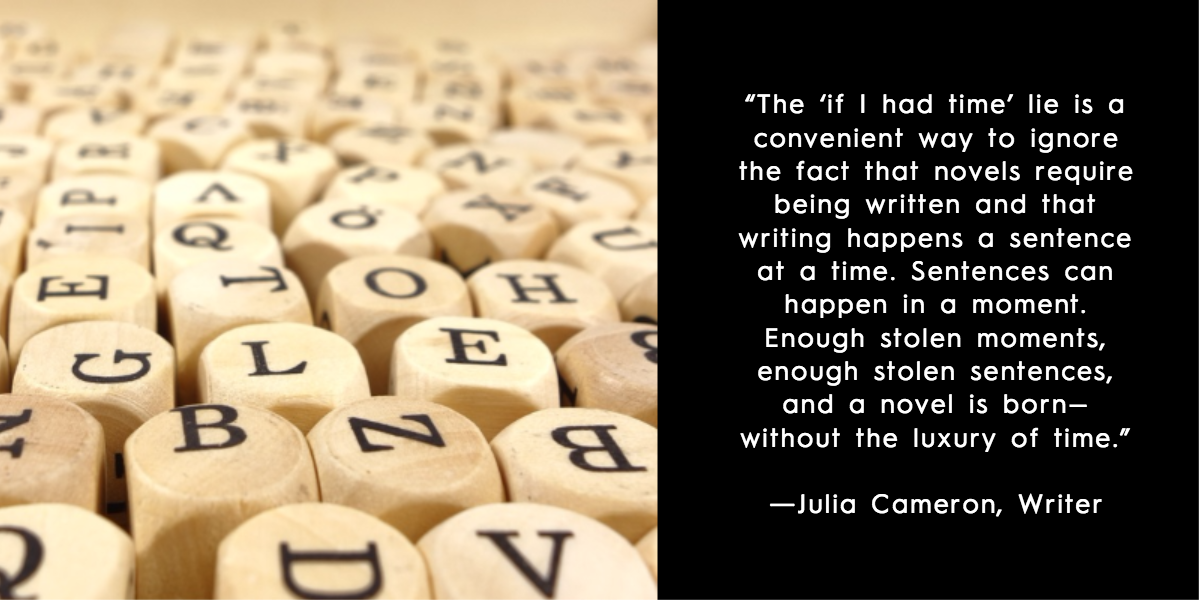 “The ‘if I had time’ lie is a
convenient way to ignore
the fact that novels require
being written and that
writing happens a sentence
at a time. Sentences can
happen in a moment.
Enough stolen moments,
enough stolen sentences,
and a novel is born—
without the luxury of time.”
—Julia Cameron, Writer
P V
I Q
E T O H
G L E
N B N B
Q D V